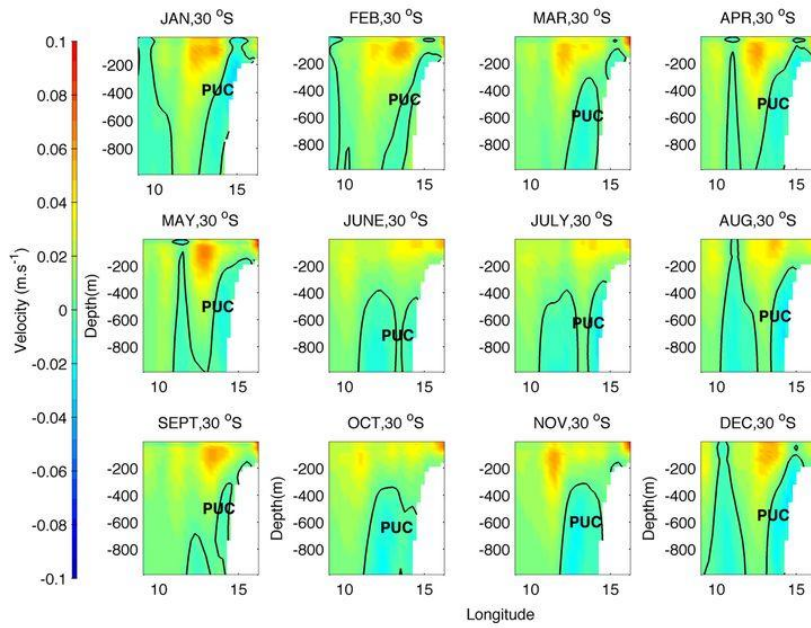 JAN,30 °S FEB,30 °S MAR,30 °S APR,30 °S
0.1
0.08
0.06
0.04
0.02
0
-0.02
-0.04
-0.06
-0.08
-0.1
Velocity (m.s-1)
-200 -200 -200 -200
-400 -400 -400 -400
-600 -600 -600 -600
-800 -800 -800 -800
PUC PUC PUC PUC
10 15 10 15 10 15 10 15
MAY,30 °S JUNE,30 °S JULY,30 °S AUG,30 °S
Depth(m)
-200 -200 -200 -200
-400 -400 -400 -400
-600 -600 -600 -600
-800 -800 -800 -800
PUC PUC PUC PUC
10 15 10 15 10 15 10 15
SEPT,30 °S OCT,30 °S NOV,30 °S DEC,30 °S
Depth(m) Depth(m)
-200 -200 -200 -200
-400 -400 -400 -400
-600 -600 -600 -600
-800 -800 -800 -800
PUC PUC PUC PUC
10 15 10 15 10 15 10 15
Longitude